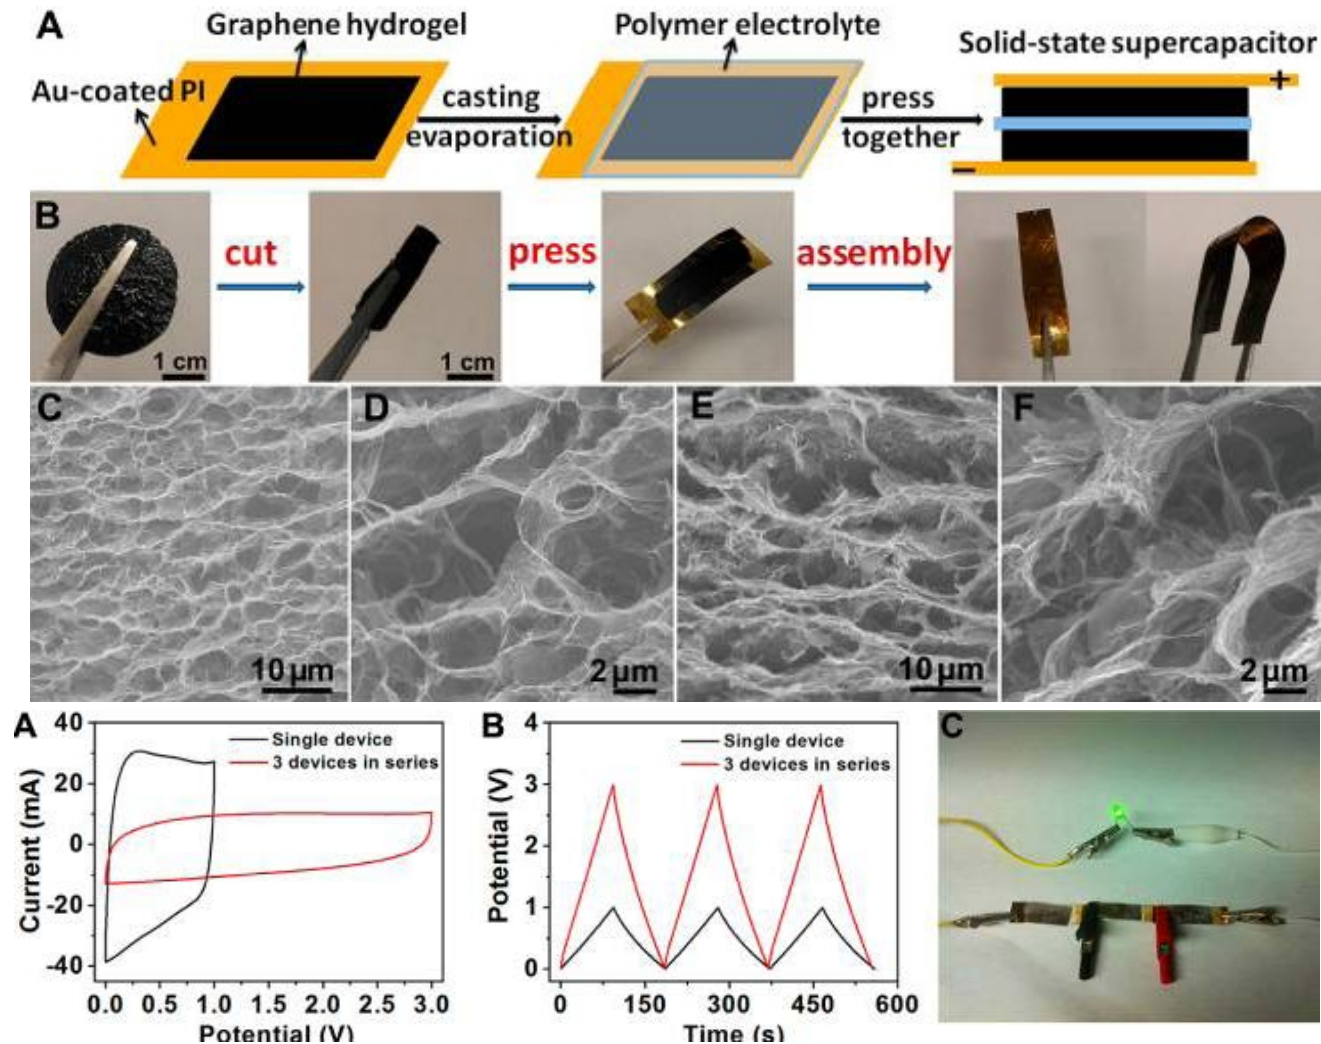 A
Graphene hydrogel
Au-coated PI
casting
evaporation
Polymer electrolyte
press
together
Solid-state supercapacitor
+
−
B
cut
press
assembly
1 cm
1 cm
C
D
E
F
10 μm
2 μm
10 μm
2 μm
A
Single device
3 devices in series
40
20
0
-20
-40
Current (mA)
0.0 0.5 1.0 1.5 2.0 2.5 3.0
Potential (V)
B
Single device
3 devices in series
4
3
2
1
0
Potential (V)
0 150 300 450 600
Time (s)
C